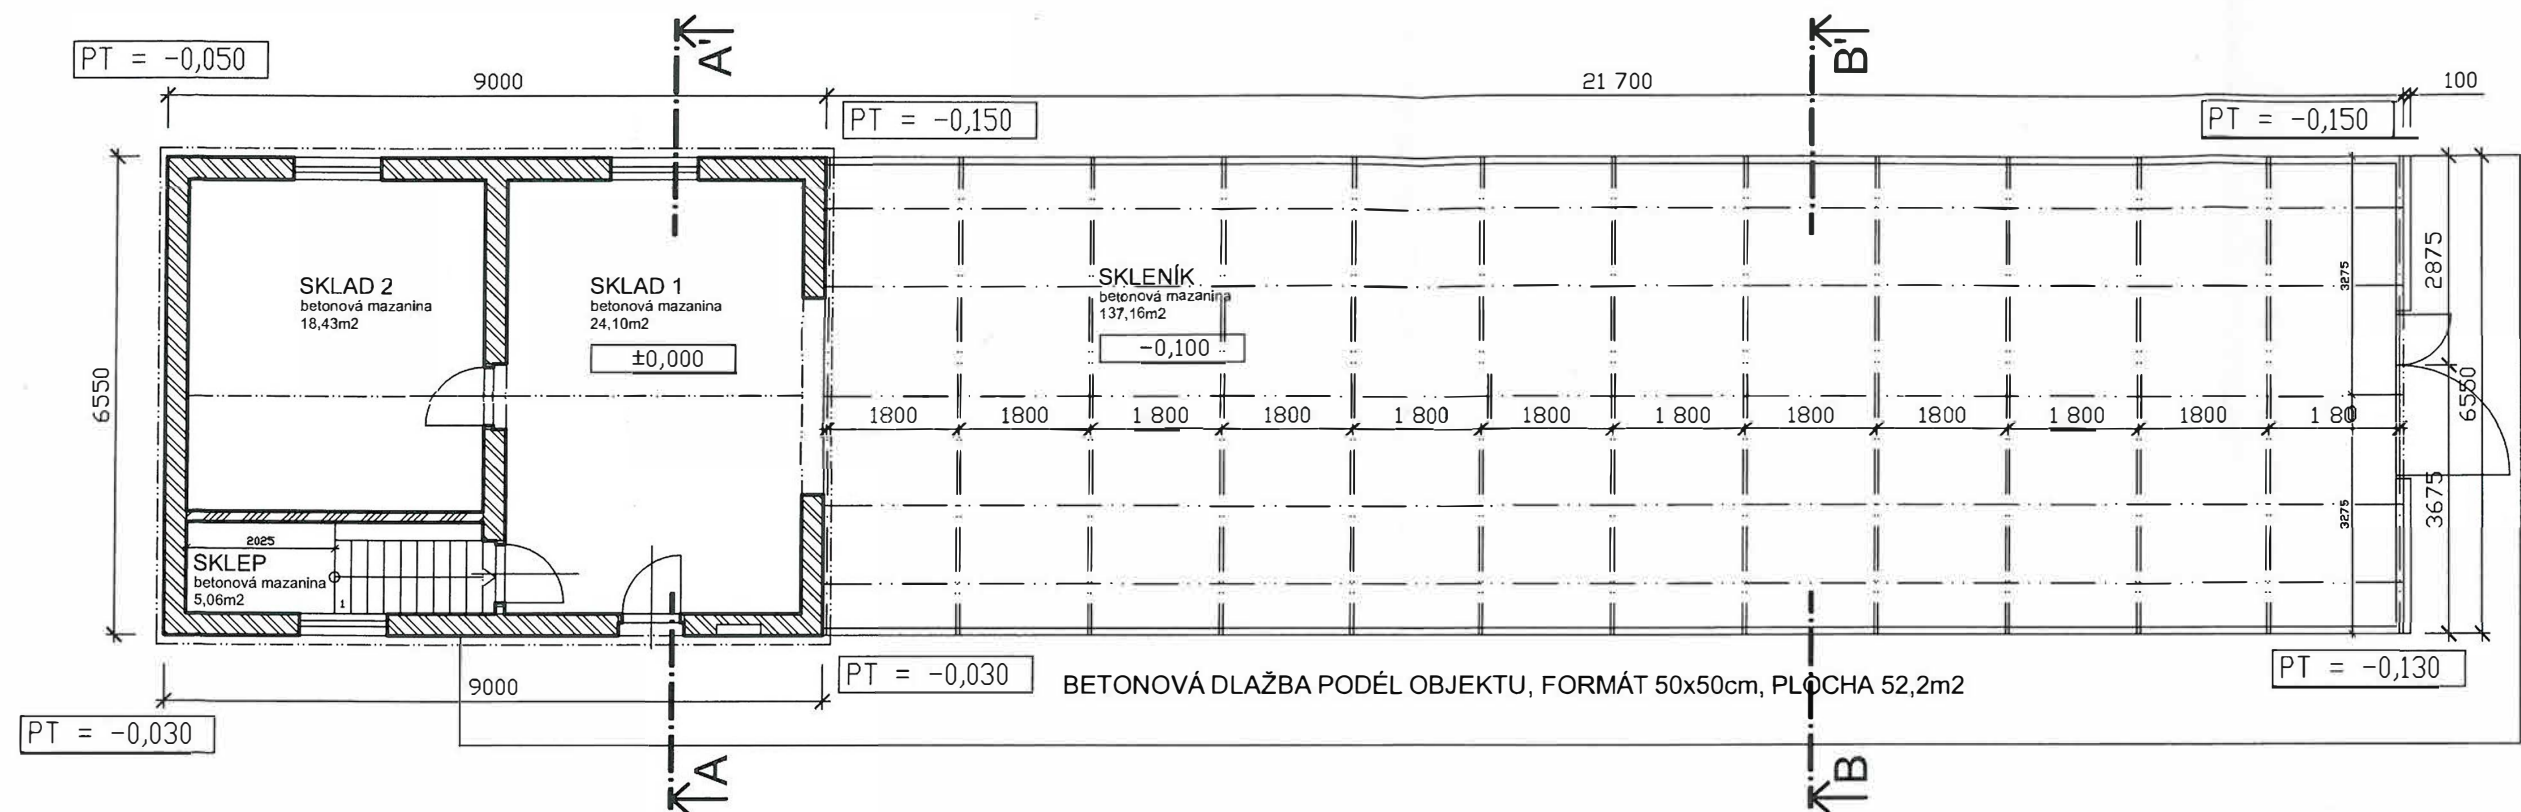 A'
B'
PT = -0,050
9000
21 700
100
PT = -0,150
PT = -0,150
SKLAD 2
betonová mazanina
18,43m2
SKLAD 1
betonová mazanina
24,10m2
±0,000
SKLENÍK
betonová mazanina
137,16m2
-0,100
3275
2875
6550
6550
1800
1800
1 800
1800
1 800
1800
1 800
1800
1800
1 800
1800
1 80
3275
3675
2025
SKLEP
betonová mazanina
5,06m2
1
PT = -0,030
PT = -0,130
BETONOVÁ DLAŽBA PODÉL OBJEKTU, FORMÁT 50x50cm, PLOCHA 52,2m2
9000
PT = -0,030
A
B